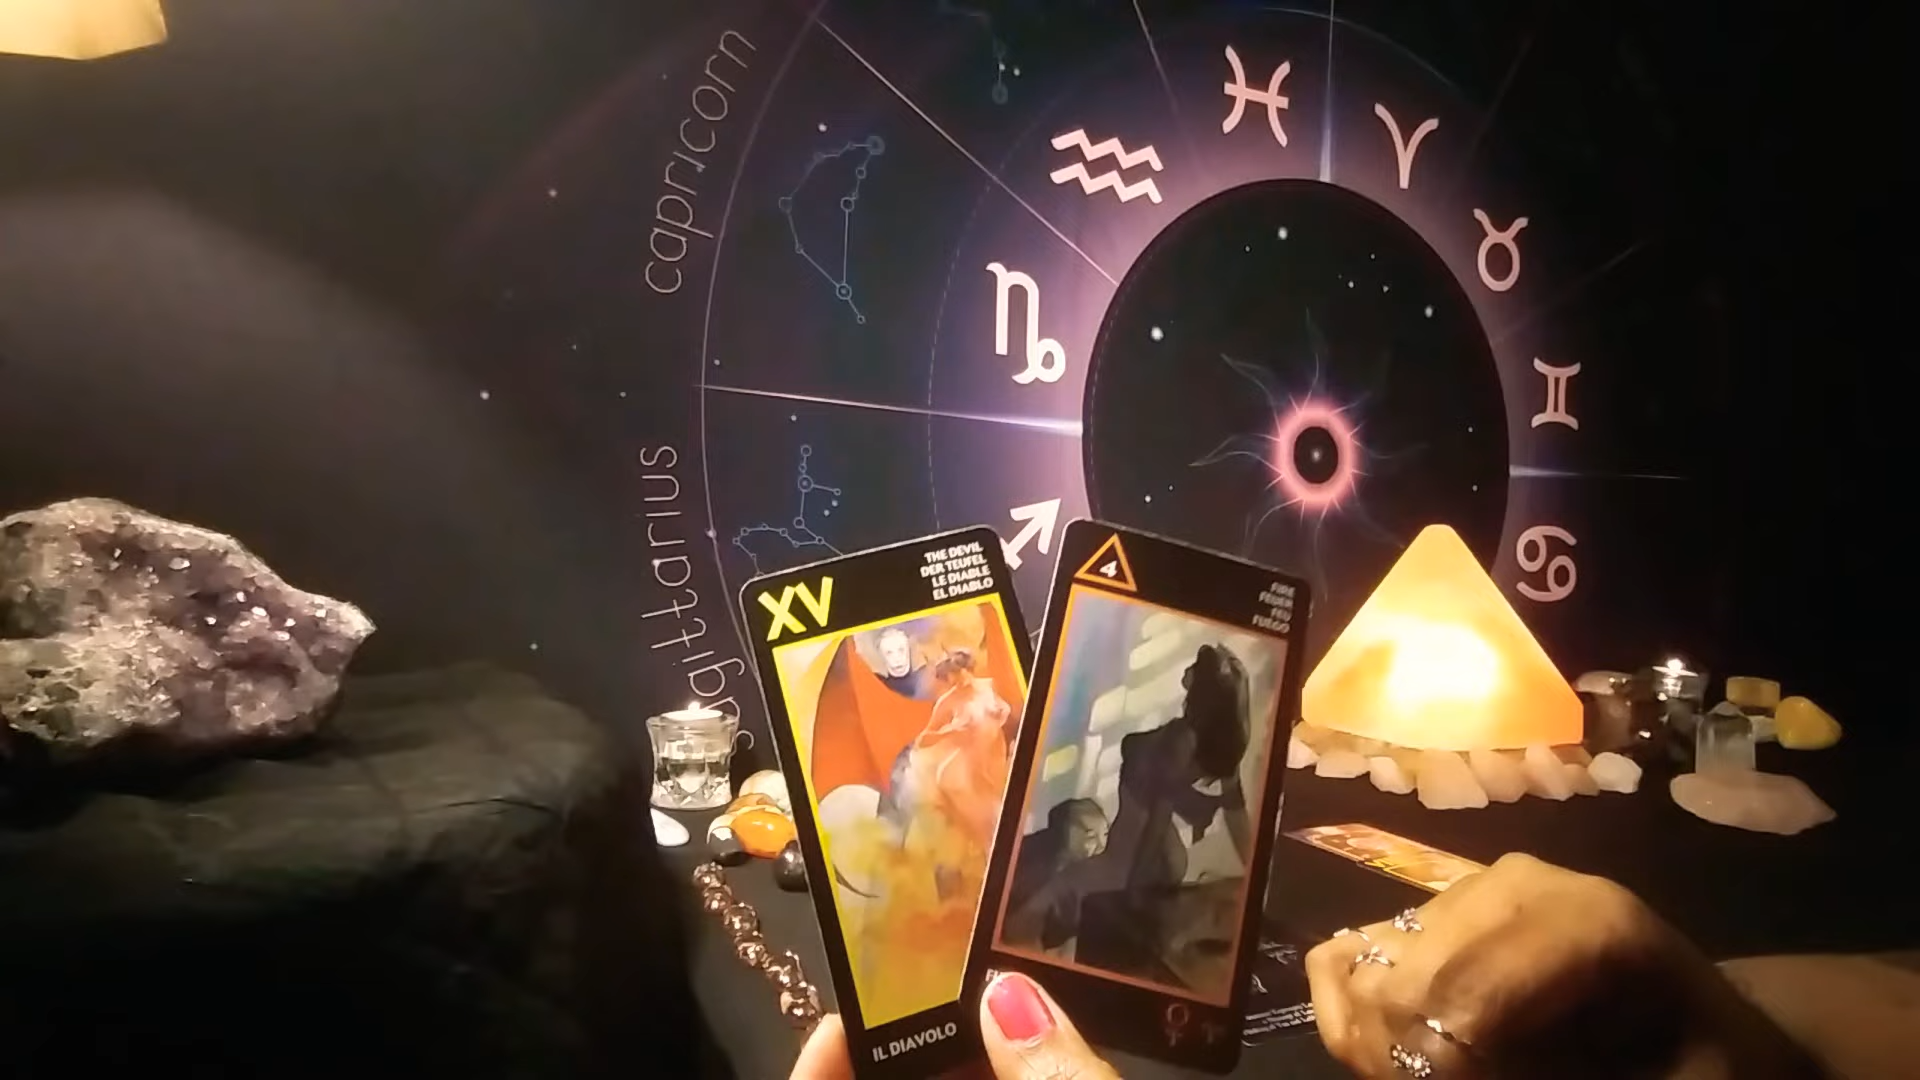 capricorn
sagittarius
XV
THE DEVIL
DER TEUFEL
LE DIABLE
EL DIABLO
IL DIAVOLO
4
FIRE
FEUER
FEU
FUEGO